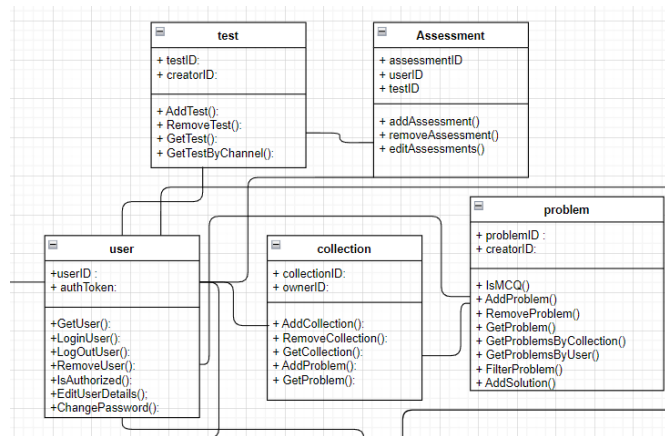 test
+ testID:
+ creatorID:
+ AddTest():
+ RemoveTest():
+ GetTest():
+ GetTestByChannel():
Assessment
+ assessmentID
+ userID
+ testID
+ addAssessment()
+ removeAssessment()
+ editAssessments()
user
+userID :
+ authToken:
+GetUser():
+LoginUser():
+LogOutUser():
+RemoveUser():
+IsAuthorized():
+EditUserDetails();
+ChangePassword():
collection
+ collectionID:
+ ownerID:
+ AddCollection():
+ RemoveCollection():
+ GetCollection():
+ AddProblem():
+ GetProblem():
problem
+ problemID :
+ creatorID:
+ IsMCQ()
+ AddProblem()
+ RemoveProblem()
+ GetProblem()
+ GetProblemsByCollection()
+ GetProblemsByUser()
+ FilterProblem()
+ AddSolution()